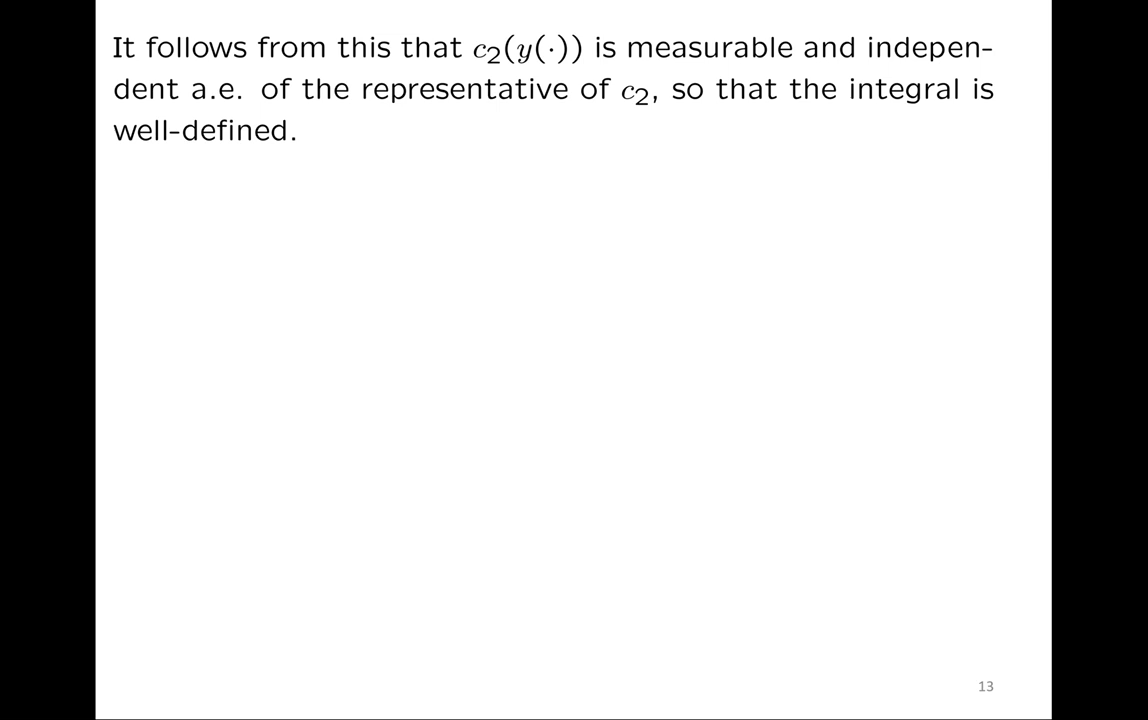 It follows from this that c₂(y(·)) is measurable and indepen-
dent a.e. of the representative of c₂, so that the integral is
well-defined.
13